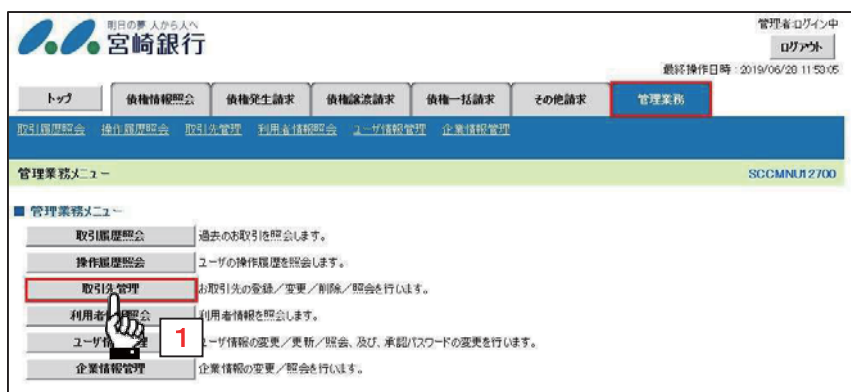 明日の夢 人から人へ
宮崎銀行
管理者:ログイン中
ログアウト
最終操作日時:2019/06/28 11:53:05
トップ 債権情報照会 債権発生請求 債権譲渡請求 債権一括請求 その他請求 管理業務
取引履歴照会 操作履歴照会 取引先管理 利用者情報照会 ユーザ情報管理 企業情報管理
管理業務メニュー SCCMNU12700
■ 管理業務メニュー
取引履歴照会 過去のお取引を照会します。
操作履歴照会 ユーザの操作履歴を照会します。
取引先管理 お取引先の登録/変更/削除/照会を行います。
利用者 照会 利用者情報を照会します。
ユーザ情 理 ユーザ情報の変更/更新/照会、及び、承認パスワードの変更を行います。
1
企業情報管理 企業情報の変更/照会を行います。